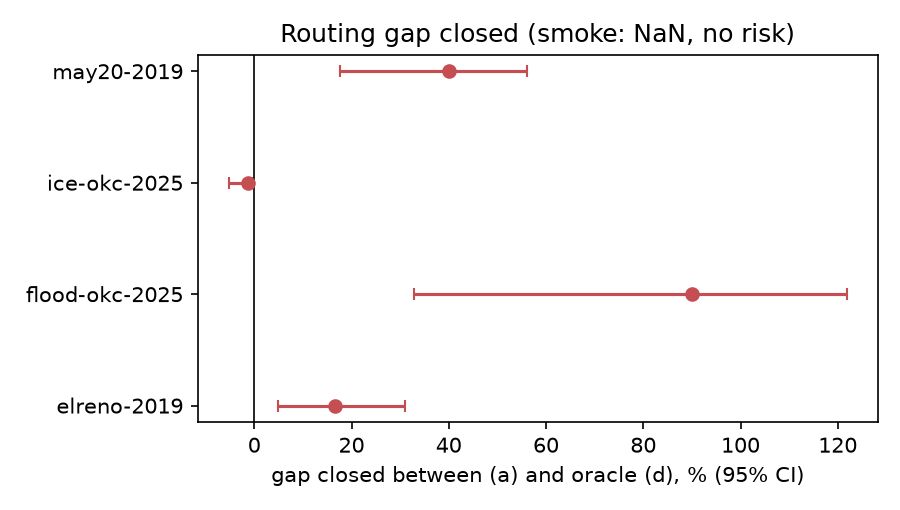 Routing gap closed (smoke: NaN, no risk)
may20-2019
ice-okc-2025
flood-okc-2025
elreno-2019
0 20 40 60 80 100 120
gap closed between (a) and oracle (d), % (95% CI)